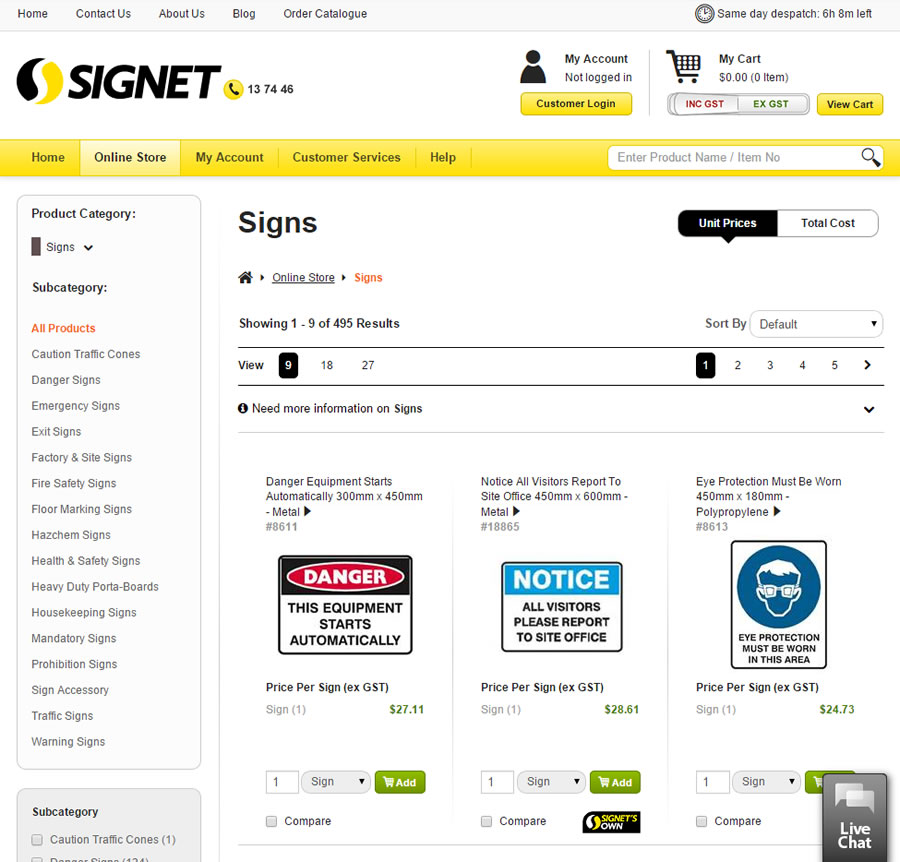 Home Contact Us About Us Blog Order Catalogue Same day despatch: 6h 8m left
SIGNET 13 74 46
My Account
Not logged in
Customer Login
My Cart
$0.00 (0 Item)
INC GST EX GST View Cart
Home Online Store My Account Customer Services Help Enter Product Name / Item No
Product Category:
Signs
Subcategory:
All Products
Caution Traffic Cones
Danger Signs
Emergency Signs
Exit Signs
Factory & Site Signs
Fire Safety Signs
Floor Marking Signs
Hazchem Signs
Health & Safety Signs
Heavy Duty Porta-Boards
Housekeeping Signs
Mandatory Signs
Prohibition Signs
Sign Accessory
Traffic Signs
Warning Signs
Subcategory
Caution Traffic Cones (1)
Danger Signs (124)
Signs
Unit Prices Total Cost
Online Store Signs
Showing 1 - 9 of 495 Results
Sort By Default
View 9 18 27
1 2 3 4 5
Need more information on Signs
Danger Equipment Starts
Automatically 300mm x 450mm
- Metal
#8611
DANGER
THIS EQUIPMENT
STARTS
AUTOMATICALLY
Price Per Sign (ex GST)
Sign (1) $27.11
1 Sign Add
Compare
Notice All Visitors Report To
Site Office 450mm x 600mm -
Metal
#18865
NOTICE
ALL VISITORS
PLEASE REPORT
TO SITE OFFICE
Price Per Sign (ex GST)
Sign (1) $28.61
1 Sign Add
Compare
SIGNET'S
OWN
Eye Protection Must Be Worn
450mm x 180mm -
Polypropylene
#8613
EYE PROTECTION
MUST BE WORN
IN THIS AREA
Price Per Sign (ex GST)
Sign (1) $24.73
1 Sign
Compare
Live
Chat